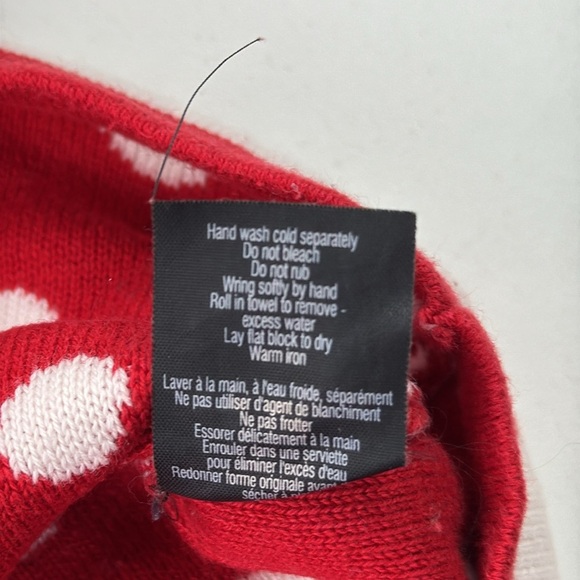 Hand wash cold separately
Do not bleach
Do not rub
Wring softly by hand
Roll in towel to remove -
excess water
Lay flat block to dry
Warm iron
Laver à la main, à l'eau froide, séparément
Ne pas utiliser d'agent de blanchiment
Ne pas frotter
Essorer délicatement à la main
Enrouler dans une serviette
pour éliminer l'excès d'eau
Redonner forme originale avant
sécher à